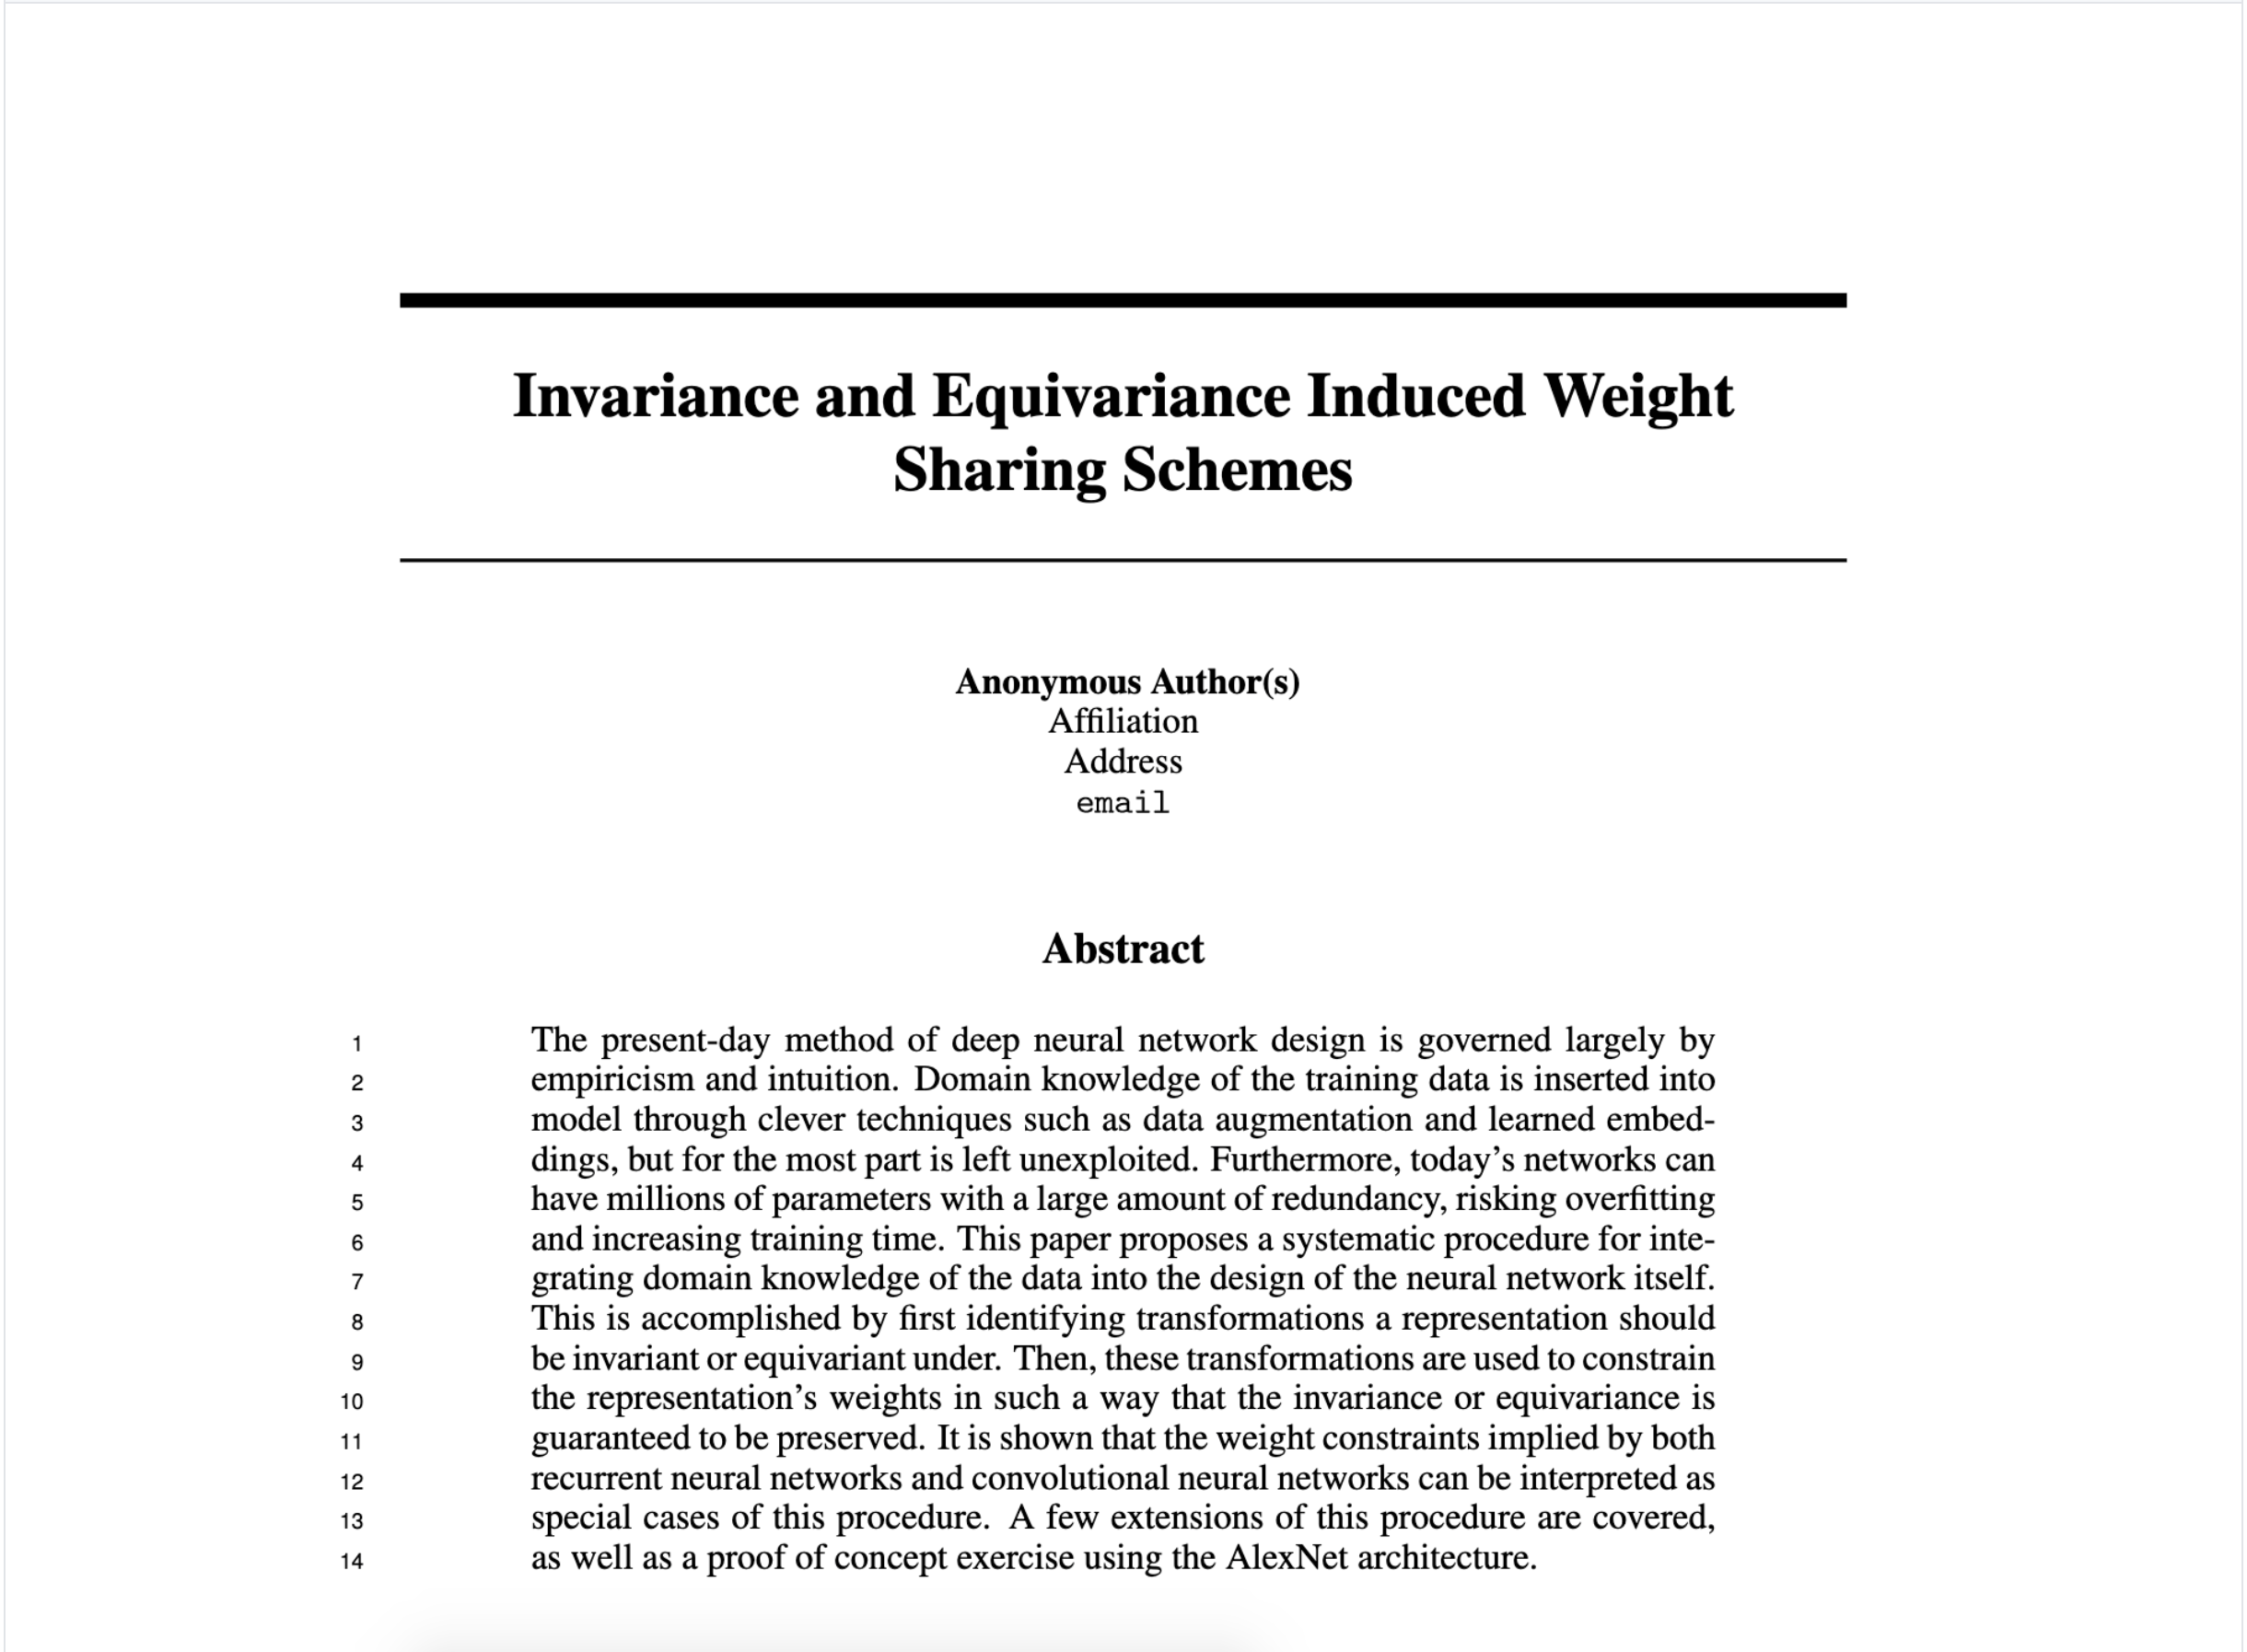 Invariance and Equivariance Induced Weight
Sharing Schemes
Anonymous Author(s)
Affiliation
Address
email
Abstract
1 The present-day method of deep neural network design is governed largely by
2 empiricism and intuition. Domain knowledge of the training data is inserted into
3 model through clever techniques such as data augmentation and learned embed-
4 dings, but for the most part is left unexploited. Furthermore, today's networks can
5 have millions of parameters with a large amount of redundancy, risking overfitting
6 and increasing training time. This paper proposes a systematic procedure for inte-
7 grating domain knowledge of the data into the design of the neural network itself.
8 This is accomplished by first identifying transformations a representation should
9 be invariant or equivariant under. Then, these transformations are used to constrain
10 the representation's weights in such a way that the invariance or equivariance is
11 guaranteed to be preserved. It is shown that the weight constraints implied by both
12 recurrent neural networks and convolutional neural networks can be interpreted as
13 special cases of this procedure. A few extensions of this procedure are covered,
14 as well as a proof of concept exercise using the AlexNet architecture.